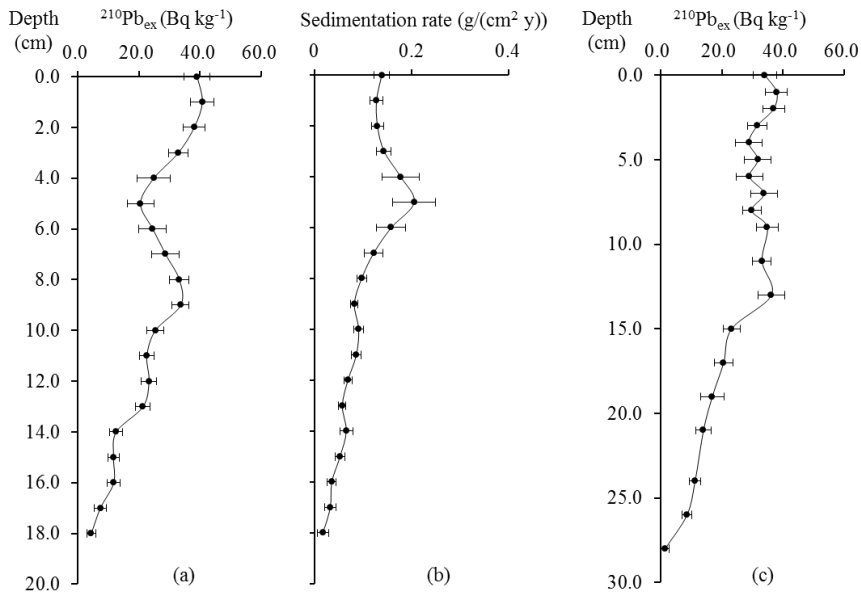 Depth
(cm)
²¹⁰Pbₑₓ (Bq kg⁻¹)
0.0 20.0 40.0 60.0
0.0
2.0
4.0
6.0
8.0
10.0
12.0
14.0
16.0
18.0
20.0
(a)
Sedimentation rate (g/(cm² y))
0 0.2 0.4
(b)
Depth
(cm)
²¹⁰Pbₑₓ (Bq kg⁻¹)
0.0 20.0 40.0 60.0
0.0
5.0
10.0
15.0
20.0
25.0
30.0
(c)